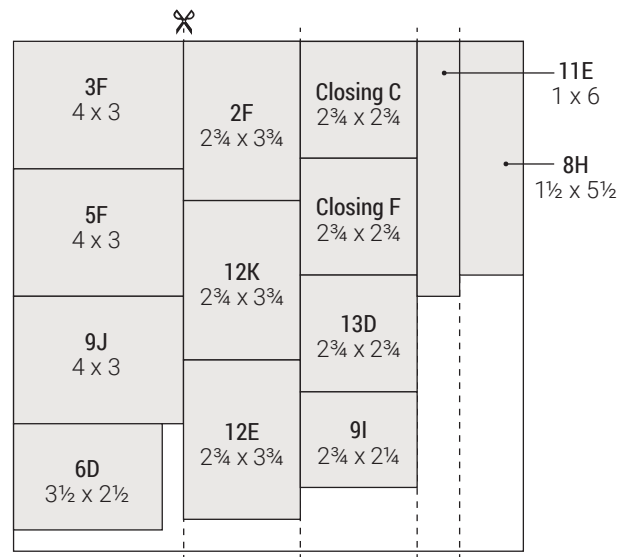 3F
4 x 3
5F
4 x 3
9J
4 x 3
6D
3½ x 2½
2F
2¾ x 3¾
12K
2¾ x 3¾
12E
2¾ x 3¾
Closing C
2¾ x 2¾
Closing F
2¾ x 2¾
13D
2¾ x 2¾
9I
2¾ x 2¼
11E
1 x 6
8H
1½ x 5½